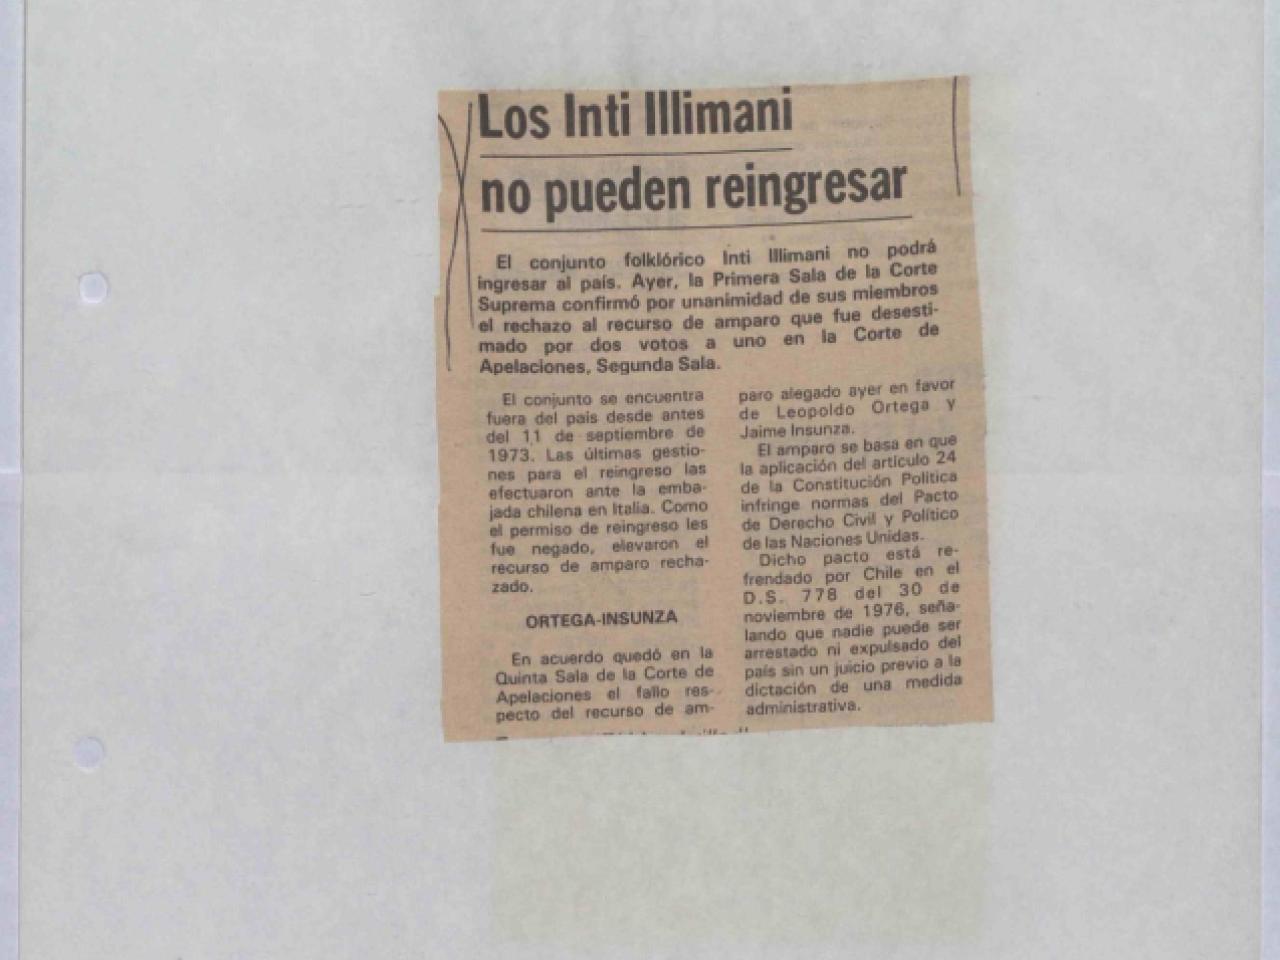 Los Inti Illimani
no pueden reingresar
El conjunto folklórico Inti Illimani no podrá
ingresar al país. Ayer, la Primera Sala de la Corte
Suprema confirmó por unanimidad de sus miembros
el rechazo al recurso de amparo que fue desesti-
mado por dos votos a uno en la Corte de
Apelaciones, Segunda Sala.
El conjunto se encuentra
fuera del país desde antes
del 11 de septiembre de
1973. Las últimas gestio-
nes para el reingreso las
efectuaron ante la emba-
jada chilena en Italia. Como
el permiso de reingreso les
fue negado, elevaron el
recurso de amparo recha-
zado.
ORTEGA-INSUNZA
En acuerdo quedó en la
Quinta Sala de la Corte de
Apelaciones el fallo res-
pecto del recurso de am-
paro alegado ayer en favor
de Leopoldo Ortega y
Jaime Insunza.
El amparo se basa en que
la aplicación del artículo 24
de la Constitución Política
infringe normas del Pacto
de Derecho Civil y Político
de las Naciones Unidas.
Dicho pacto está re-
frendado por Chile en el
D.S. 778 del 30 de
noviembre de 1976, seña-
lando que nadie puede ser
arrestado ni expulsado del
país sin un juicio previo a la
dictación de una medida
administrativa.